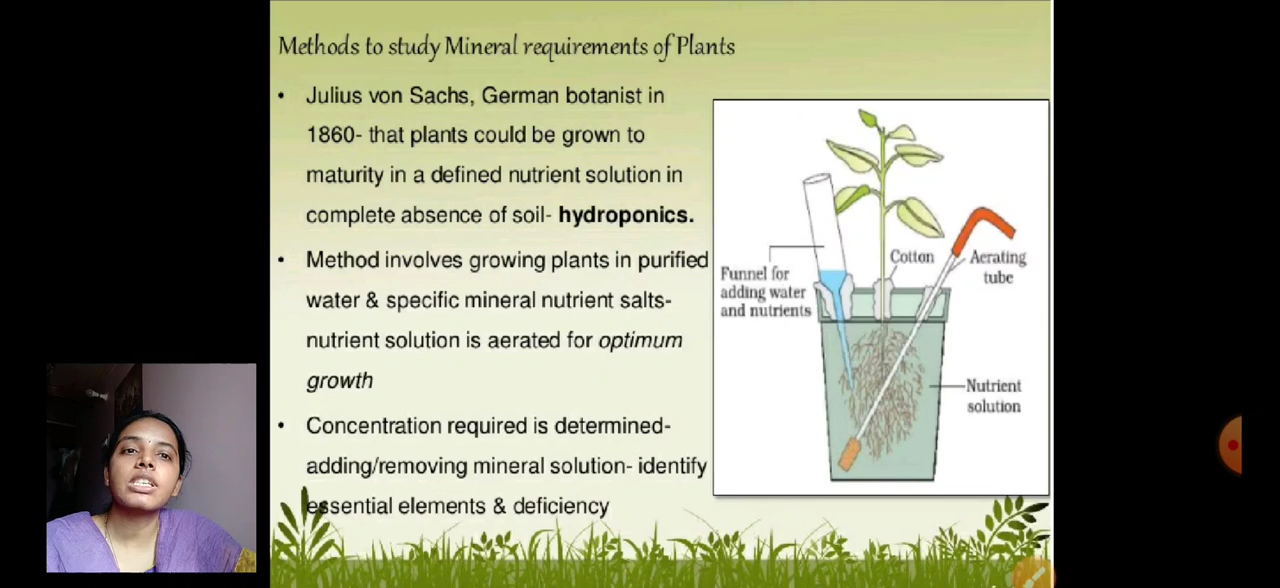 Methods to study Mineral requirements of Plants
• Julius von Sachs, German botanist in
1860- that plants could be grown to
maturity in a defined nutrient solution in
complete absence of soil- hydroponics.
• Method involves growing plants in purified
water & specific mineral nutrient salts-
nutrient solution is aerated for optimum
growth
• Concentration required is determined-
adding/removing mineral solution- identify
essential elements & deficiency
Funnel for
adding water
and nutrients
Cotton
Aerating
tube
Nutrient
solution